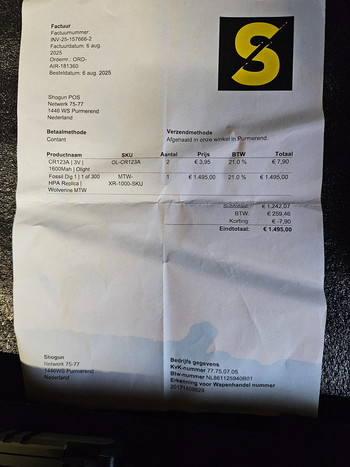 S
Factuur
Factuurnummer:
INV-25-157666-2
Factuurdatum: 6 aug.
2025
Ordernr.: ORD-
AIR-181360
Besteldatum: 6 aug. 2025
Shogun POS
Netwerk 75-77
1446 WS Purmerend
Nederland
Betaalmethode Verzendmethode
Contant Afgehaald in onze winkel in Purmerend.
Productnaam SKU Aantal Prijs BTW Totaal
CR123A | 3V | OL-CR123A 2 € 3,95 21.0 % € 7,90
1600Mah | Olight
Fossil Dig 1 | 1 of 300 MTW- 1 € 1.495,00 21.0 % € 1.495,00
HPA Replica | XR-1000-SKU
Wolverine MTW
Subtotaal: € 1.242,07
BTW: € 259,46
Korting € -7,90
Eindtotaal: € 1.495,00
Shogun Bedrijfs gegevens
Netwerk 75-77 KvK-nummer 77.75.07.05
1446WS Purmerend Btw-nummer NL861125940B01
Nederland Erkenning voor Wapenhandel nummer